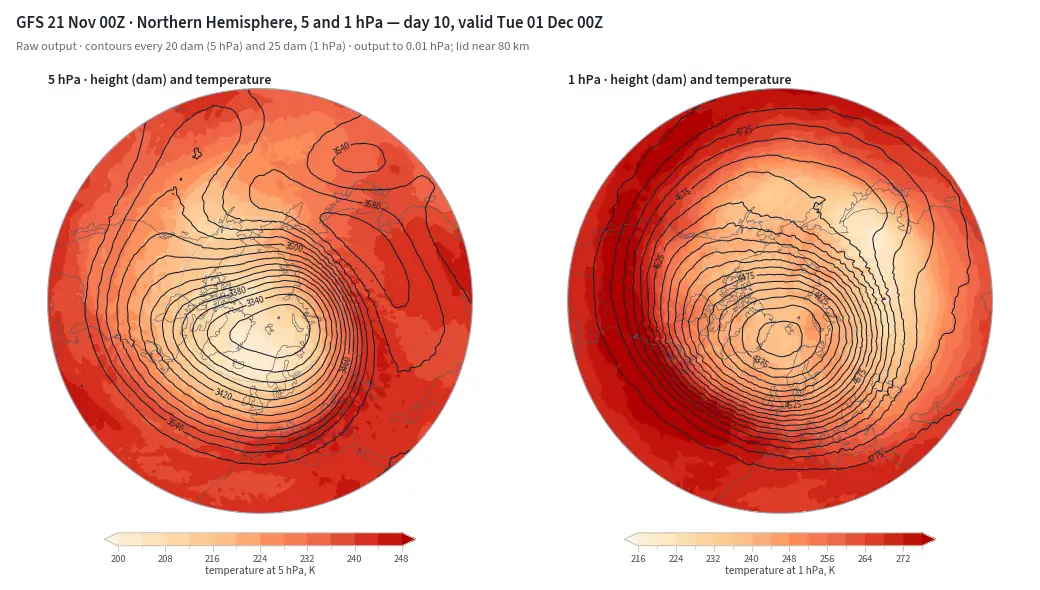 GFS 21 Nov 00Z · Northern Hemisphere, 5 and 1 hPa — day 10, valid Tue 01 Dec 00Z
Raw output · contours every 20 dam (5 hPa) and 25 dam (1 hPa) · output to 0.01 hPa; lid near 80 km
5 hPa · height (dam) and temperature
3540
3580
3500
3380
3340
3460
3420
3540
200 208 216 224 232 240 248
temperature at 5 hPa, K
1 hPa · height (dam) and temperature
4725
4575
4475
4375
4525
4775
216 224 232 240 248 256 264 272
temperature at 1 hPa, K